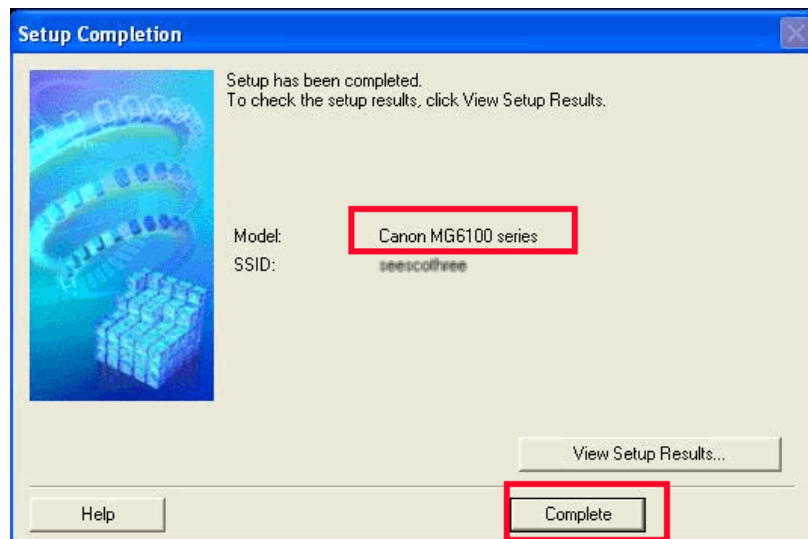 Setup Completion
Setup has been completed.
To check the setup results, click View Setup Results.
Model: Canon MG6100 series
SSID:
View Setup Results...
Help Complete